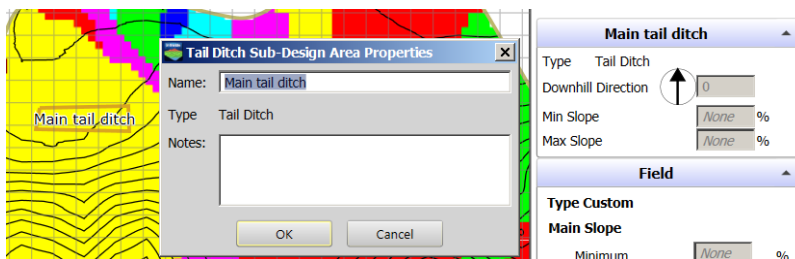 Main tail ditch
Tail Ditch Sub-Design Area Properties
Name: Main tail ditch
Type Tail Ditch
Notes:
OK Cancel
Main tail ditch
Type Tail Ditch
Downhill Direction 0
Min Slope None %
Max Slope None %
Field
Type Custom
Main Slope
Minimum None %